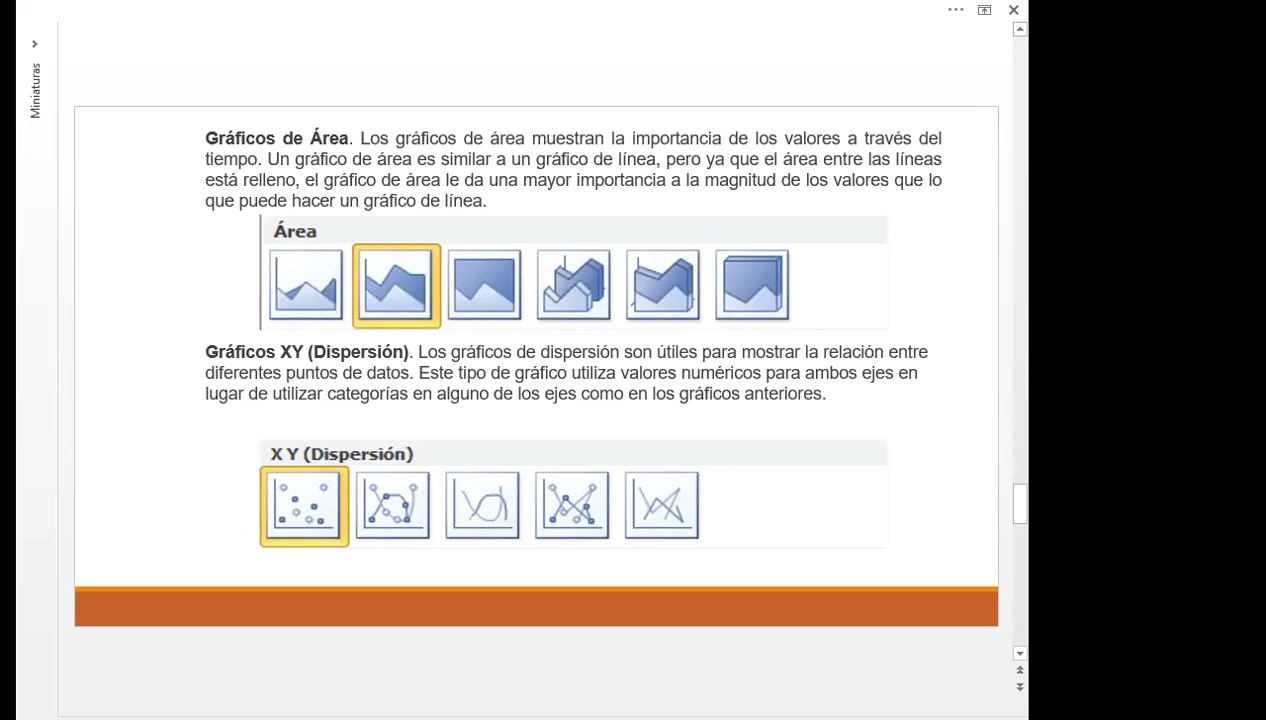 Miniaturas
Gráficos de Área. Los gráficos de área muestran la importancia de los valores a través del
tiempo. Un gráfico de área es similar a un gráfico de línea, pero ya que el área entre las líneas
está relleno, el gráfico de área le da una mayor importancia a la magnitud de los valores que lo
que puede hacer un gráfico de línea.
Área
Gráficos XY (Dispersión). Los gráficos de dispersión son útiles para mostrar la relación entre
diferentes puntos de datos. Este tipo de gráfico utiliza valores numéricos para ambos ejes en
lugar de utilizar categorías en alguno de los ejes como en los gráficos anteriores.
X Y (Dispersión)